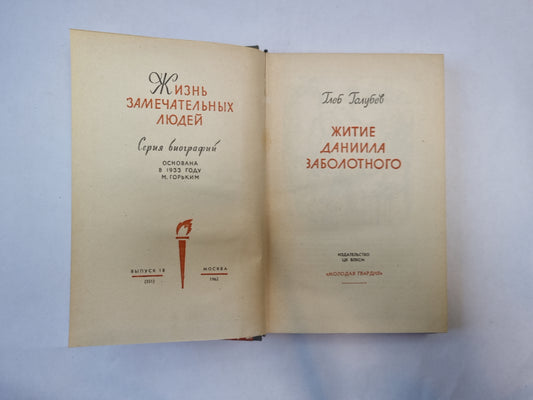 Жизнь
ЗАМЕЧАТЕЛЬНЫХ
ЛЮДЕЙ
Серия биографий
ОСНОВАНА
В 1933 ГОДУ
М. ГОРЬКИМ
ВЫПУСК 18
(351)
МОСКВА
1962
Глеб Голубев
ЖИТИЕ
ДАНИИЛА
ЗАБОЛОТНОГО
ИЗДАТЕЛЬСТВО
ЦК ВЛКСМ
«МОЛОДАЯ ГВАРДИЯ»